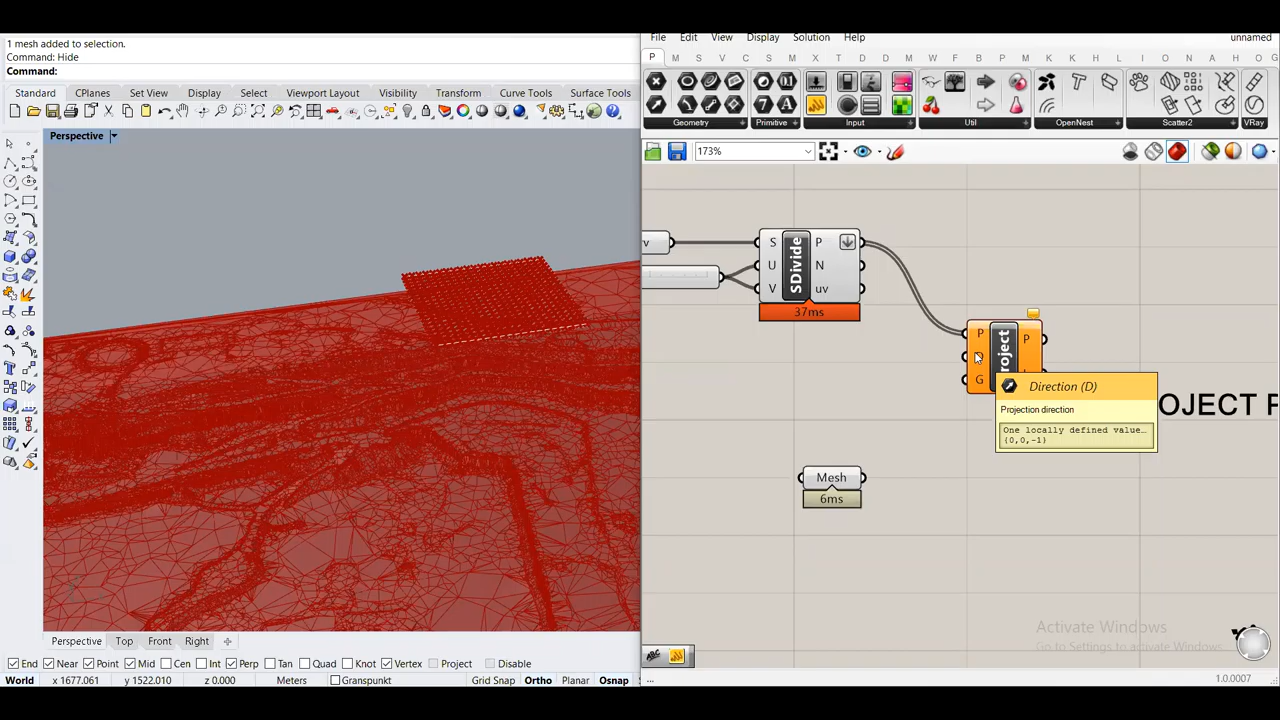 1 mesh added to selection.
Command: Hide
Command:
Standard CPlanes Set View Display Select Viewport Layout Visibility Transform Curve Tools Surface Tools
Perspective
Perspective Top Front Right
End Near Point Mid Cen Int Perp Tan Quad Knot Vertex Project Disable
World x 1677.061 y 1522.010 z 0.000 Meters Granspunkt Grid Snap Ortho Planar Osnap
File Edit View Display Solution Help unnamed
P M S V C S M I T D D W F H L B V C T M K H E H O G
Geometry Primitive Input Util OpenNest Scatter2 VRay
173%
v
S SDivide P
U N
V uv
37ms
P roject P
G
Direction (D)
Projection direction
One locally defined value…
{0,0,-1}
OJECT P
Mesh
6ms
Activate Windows
Go to Settings to activate Windows.
...
1.0.0007